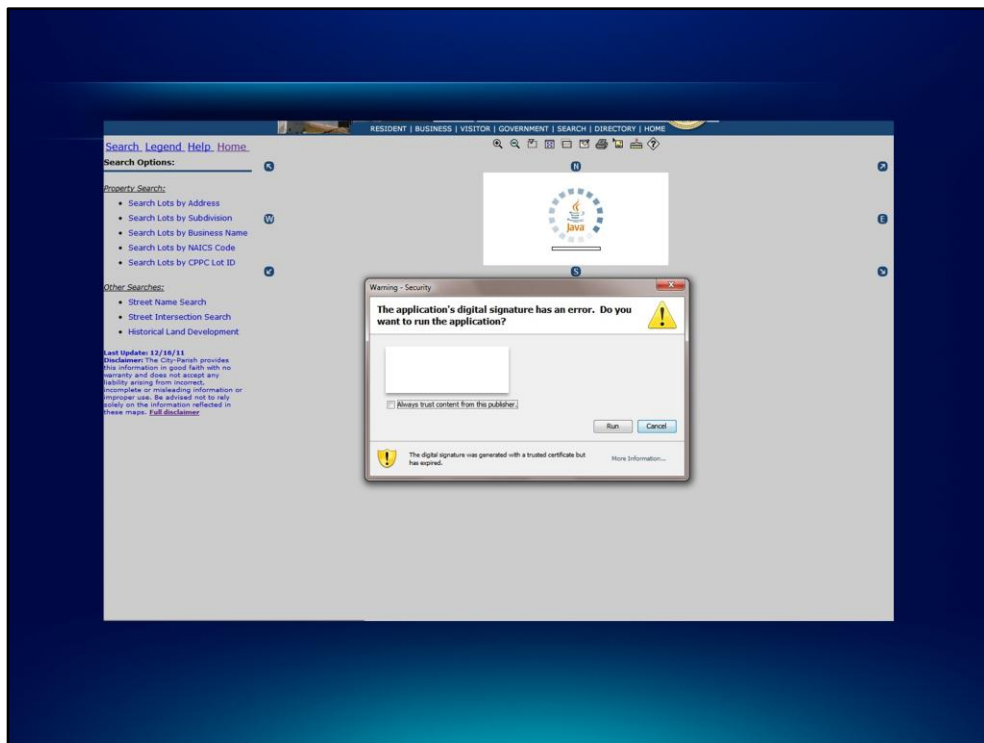 RESIDENT | BUSINESS | VISITOR | GOVERNMENT | SEARCH | DIRECTORY | HOME
Search Legend Help Home
Search Options:
Property Search:
• Search Lots by Address
• Search Lots by Subdivision
• Search Lots by Business Name
• Search Lots by NAICS Code
• Search Lots by CPPC Lot ID
Other Searches:
• Street Name Search
• Street Intersection Search
• Historical Land Development
Last Update: 12/10/11
Disclaimer: The City-Parish provides
this information in good faith with no
warranty and does not accept any
liability arising from incorrect,
incomplete or misleading information or
improper use. Be advised not to rely
solely on the information reflected in
these maps. Full disclaimer
N
W
E
Java
S
Warning - Security
The application's digital signature has an error. Do you
want to run the application?
Always trust content from this publisher.
Run Cancel
The digital signature was generated with a trusted certificate but
has expired.
More Information...